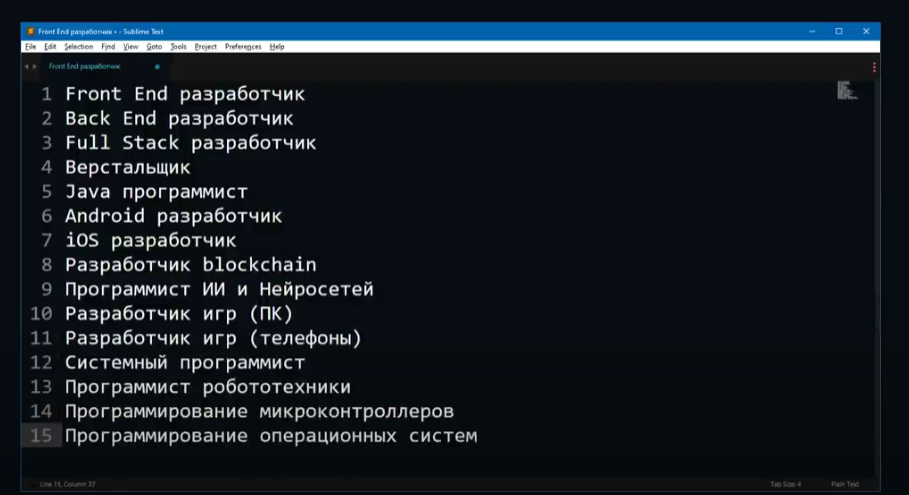 Front End разработчик • - Sublime Text
File Edit Selection Find View Goto Tools Project Preferences Help
Front End разработчик
1 Front End разработчик
2 Back End разработчик
3 Full Stack разработчик
4 Верстальщик
5 Java программист
6 Android разработчик
7 iOS разработчик
8 Разработчик blockchain
9 Программист ИИ и Нейросетей
10 Разработчик игр (ПК)
11 Разработчик игр (телефоны)
12 Системный программист
13 Программист робототехники
14 Программирование микроконтроллеров
15 Программирование операционных систем
Line 15, Column 37 Tab Size: 4 Plain Text